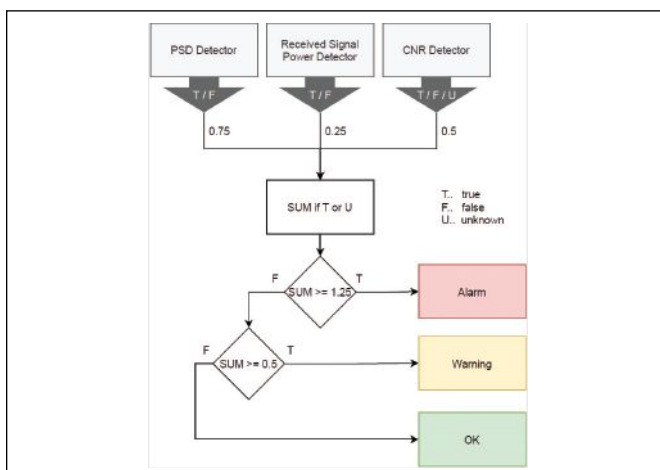 PSD Detector
Received Signal
Power Detector
CNR Detector
T / F
T / F
T / F / U
0.75
0.25
0.5
SUM if T or U
T.. true
F.. false
U.. unknown
F
T
SUM >= 1.25
Alarm
F
T
SUM >= 0.5
Warning
OK